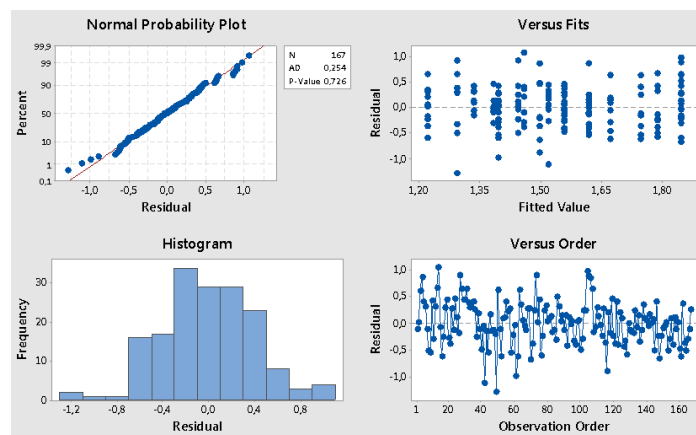 Normal Probability Plot
99,9
99
90
50
10
1
0,1
Percent
-1,0 -0,5 0,0 0,5 1,0
Residual
N 167
AD 0,254
P-Value 0,726
Versus Fits
1,0
0,5
0,0
-0,5
-1,0
Residual
1,20 1,35 1,50 1,65 1,80
Fitted Value
Histogram
30
20
10
0
Frequency
-1,2 -0,8 -0,4 0,0 0,4 0,8
Residual
Versus Order
1,0
0,5
0,0
-0,5
-1,0
Residual
1 20 40 60 80 100 120 140 160
Observation Order